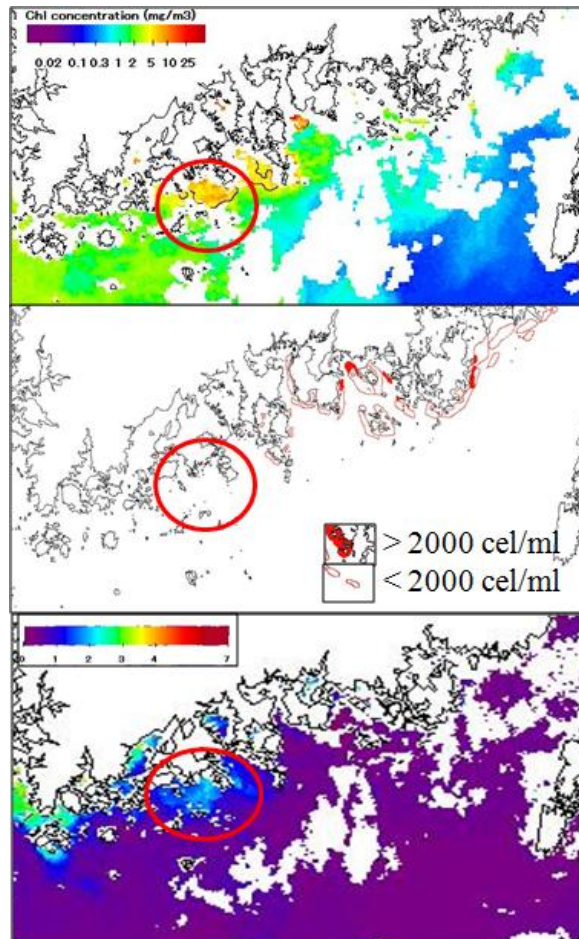 Chl concentration (mg/m3)
0.02 0.1 0.3 1 2 5 10 25
> 2000 cel/ml
< 2000 cel/ml
0 1 2 3 4 7